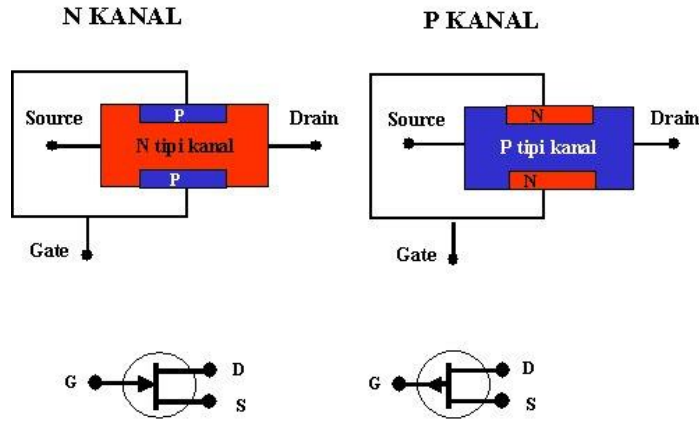 N KANAL
P KANAL
Source
P
N tipi kanal
P
Drain
Gate
Source
N
P tipi kanal
N
Drain
Gate
G
D
S
G
D
S